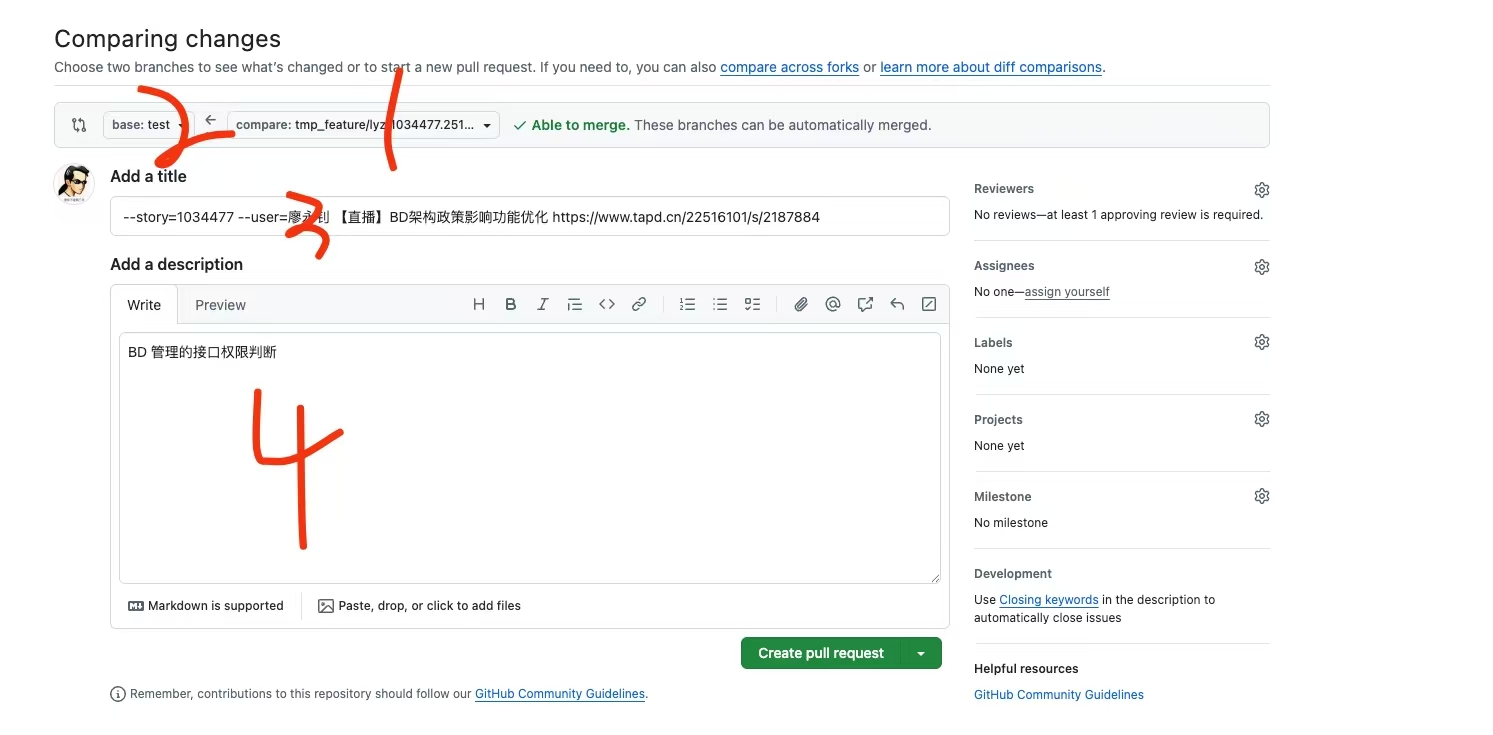 Comparing changes
Choose two branches to see what's changed or to start a new pull request. If you need to, you can also compare across forks or learn more about diff comparisons.
2
1
base: test
compare: tmp_feature/lyz 1034477.251...
Able to merge. These branches can be automatically merged.
Add a title
--story=1034477 --user=廖永钊 【直播】BD架构政策影响功能优化 https://www.tapd.cn/22516101/s/2187884
3
Add a description
Write
Preview
BD 管理的接口权限判断
4
Markdown is supported
Paste, drop, or click to add files
Create pull request
Remember, contributions to this repository should follow our GitHub Community Guidelines.
Reviewers
No reviews—at least 1 approving review is required.
Assignees
No one—assign yourself
Labels
None yet
Projects
None yet
Milestone
No milestone
Development
Use Closing keywords in the description to
automatically close issues
Helpful resources
GitHub Community Guidelines